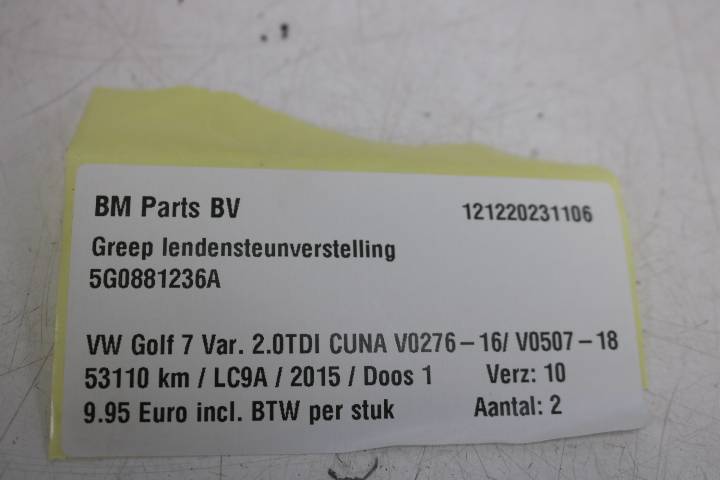 BM Parts BV 121220231106
Greep lendensteunverstelling
5G0881236A
VW Golf 7 Var. 2.0TDI CUNA V0276-16/ V0507-18
53110 km / LC9A / 2015 / Doos 1 Verz: 10
9.95 Euro incl. BTW per stuk Aantal: 2